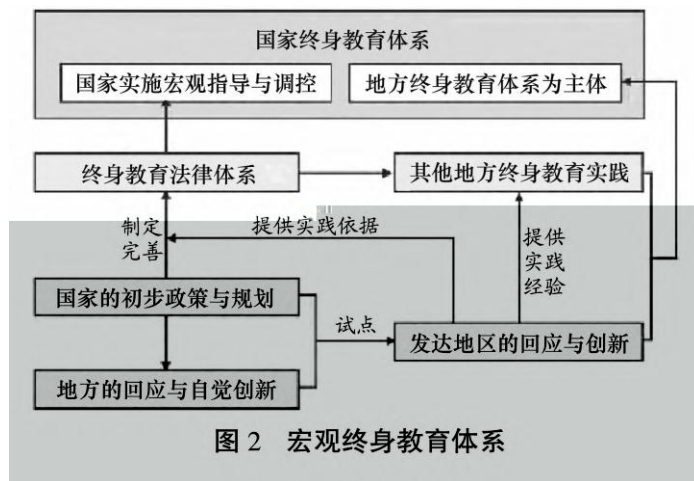 国家终身教育体系
国家实施宏观指导与调控
地方终身教育体系为主体
终身教育法律体系
其他地方终身教育实践
制定
完善
提供实践依据
提供
实践
经验
国家的初步政策与规划
试点
发达地区的回应与创新
地方的回应与自觉创新
图 2 宏观终身教育体系